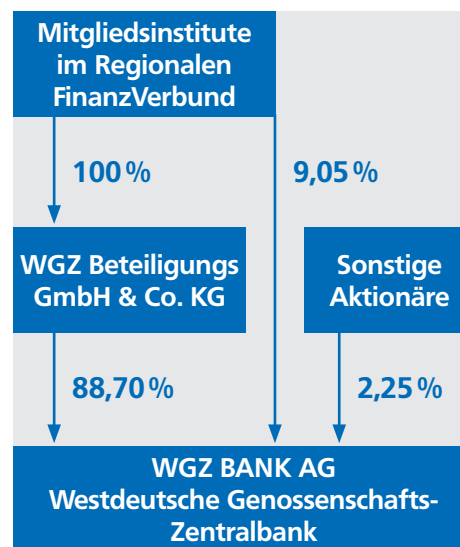 Mitgliedsinstitute
im Regionalen
FinanzVerbund
100 %
9,05 %
WGZ Beteiligungs
GmbH & Co. KG
Sonstige
Aktionäre
88,70 %
2,25 %
WGZ BANK AG
Westdeutsche Genossenschafts-
Zentralbank